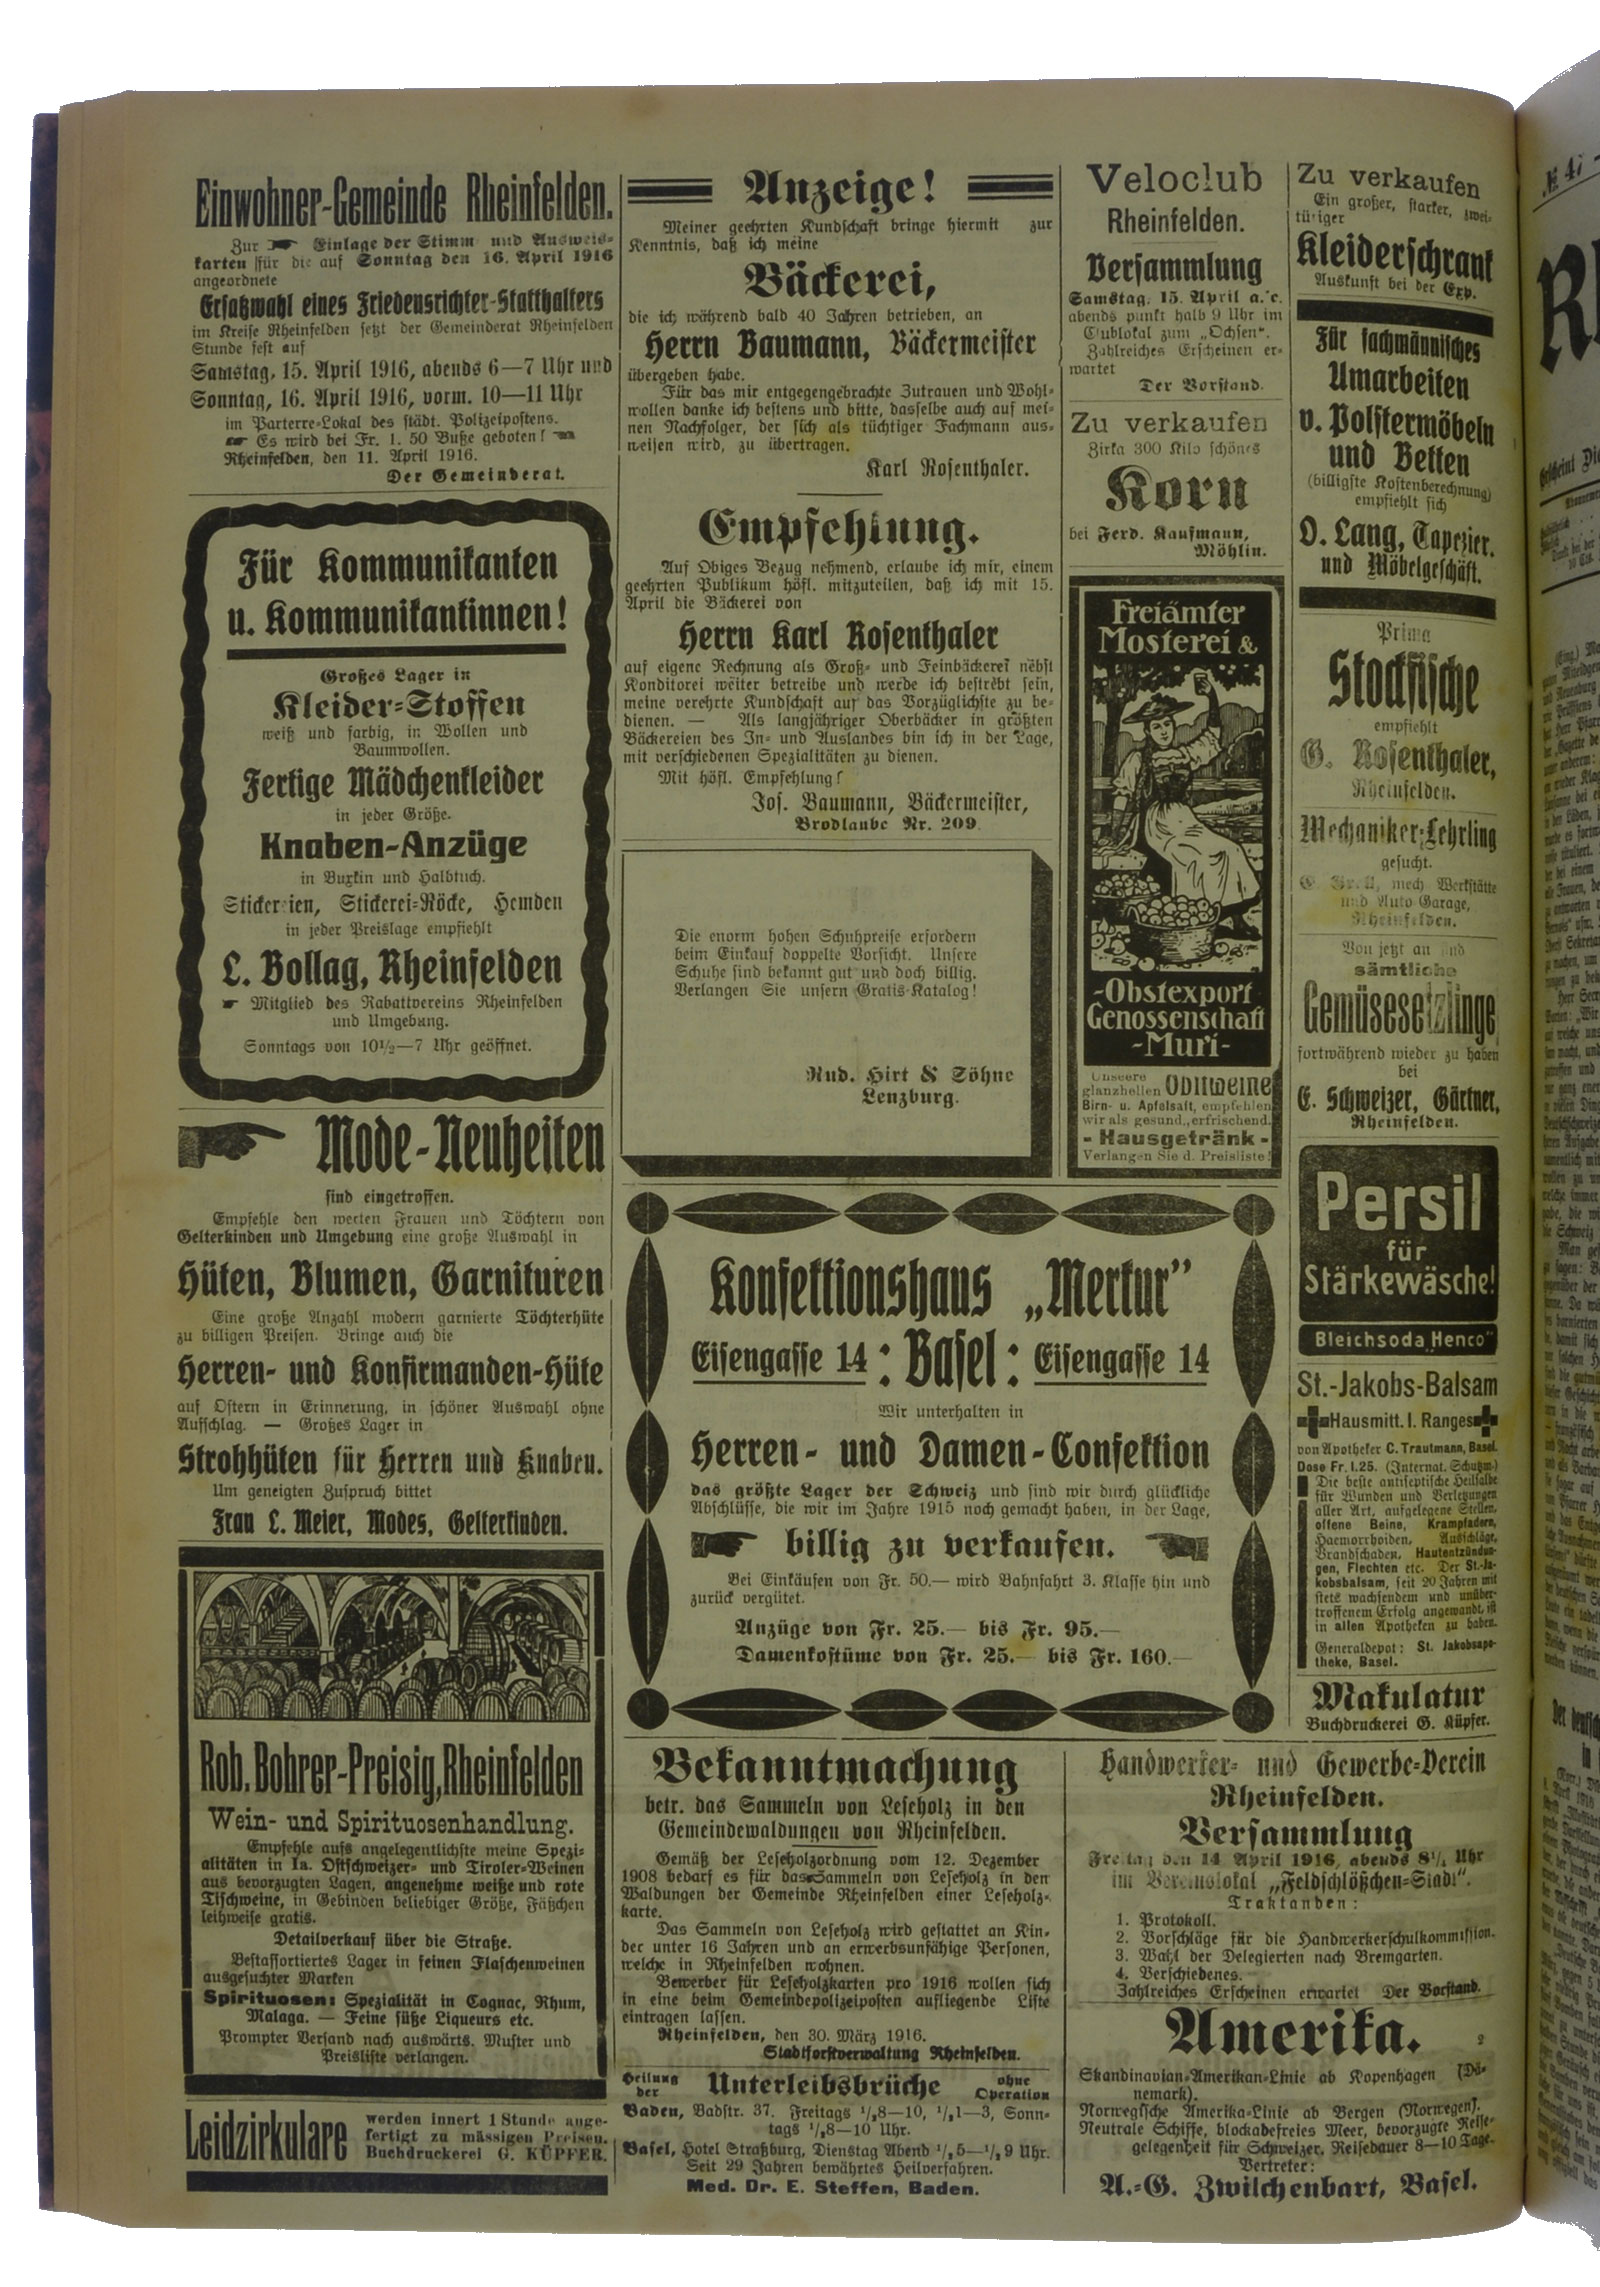 Einwohner-Gemeinde Rheinfelden.
Zur Einlage der Stimm- und Ausweis-
karten für die auf Sonntag den 16. April 1916
angeordnete
Ersatzwahl eines Friedensrichter-Statthalters
im Kreise Rheinfelden setzt der Gemeinderat Rheinfelden
Stunde fest auf
Samstag, 15. April 1916, abends 6—7 Uhr und
Sonntag, 16. April 1916, vorm. 10—11 Uhr
im Parterre-Lokal des städt. Polizeipostens.
Es wird bei Fr. 1. 50 Buße geboten!
Rheinfelden, den 11. April 1916.
Der Gemeinderat.
Für Kommunikanten
u. Kommunikantinnen!
Großes Lager in
Kleider-Stoffen
weiß und farbig, in Wollen und
Baumwollen.
Fertige Mädchenkleider
in jeder Größe.
Knaben-Anzüge
in Buxkin und Halbtuch.
Stickereien, Stickerei-Röcke, Hemden
in jeder Preislage empfiehlt
L. Bollag, Rheinfelden
Mitglied des Rabattvereins Rheinfelden
und Umgebung.
Sonntags von 10½—7 Uhr geöffnet.
Mode-Neuheiten
sind eingetroffen.
Empfehle den werten Frauen und Töchtern von
Gelterkinden und Umgebung eine große Auswahl in
Hüten, Blumen, Garnituren
Eine große Anzahl modern garnierte Töchterhüte
zu billigen Preisen. Bringe auch die
Herren- und Konfirmanden-Hüte
auf Ostern in Erinnerung, in schöner Auswahl ohne
Aufschlag. — Großes Lager in
Strohhüten für Herren und Knaben.
Um geneigten Zuspruch bittet
Frau L. Meier, Modes, Gelterkinden.
Rob. Bohrer-Preisig, Rheinfelden
Wein- und Spirituosenhandlung.
Empfehle aufs angelegentlichste meine Spezi-
alitäten in Ia. Ostschweizer- und Tiroler-Weinen
aus bevorzugten Lagen, angenehme weiße und rote
Tischweine, in Gebinden beliebiger Größe, Fäßchen
leihweise gratis.
Detailverkauf über die Straße.
Bestassortiertes Lager in feinen Flaschenweinen
ausgesuchter Marken
Spirituosen: Spezialität in Cognac, Rhum,
Malaga. — Feine süße Liqueurs etc.
Prompter Versand nach auswärts. Muster und
Preisliste verlangen.
Leidzirkulare werden innert 1 Stunde ange-
fertigt zu mässigen Preisen.
Buchdruckerei G. KÜPFER.
Anzeige!
Meiner geehrten Kundschaft bringe hiermit zur
Kenntnis, daß ich meine
Bäckerei,
die ich während bald 40 Jahren betrieben, an
Herrn Baumann, Bäckermeister
übergeben habe.
Für das mir entgegengebrachte Zutrauen und Wohl-
wollen danke ich bestens und bitte, dasselbe auch auf mei-
nen Nachfolger, der sich als tüchtiger Fachmann aus-
weisen wird, zu übertragen.
Karl Rosenthaler.
Empfehlung.
Auf Obiges Bezug nehmend, erlaube ich mir, einem
geehrten Publikum höfl. mitzuteilen, daß ich mit 15.
April die Bäckerei von
Herrn Karl Rosenthaler
auf eigene Rechnung als Groß- und Feinbäckerei nebst
Konditorei weiter betreibe und werde ich bestrebt sein,
meine verehrte Kundschaft auf das Vorzüglichste zu be-
dienen. — Als langjähriger Oberbäcker in größten
Bäckereien des In- und Auslandes bin ich in der Lage,
mit verschiedenen Spezialitäten zu dienen.
Mit höfl. Empfehlung!
Jos. Baumann, Bäckermeister,
Brodlaube Nr. 209
Die enorm hohen Schuhpreise erfordern
beim Einkauf doppelte Vorsicht. Unsere
Schuhe sind bekannt gut und doch billig.
Verlangen Sie unsern Gratis-Katalog!
Rud. Hirt & Söhne
Lenzburg.
Veloclub
Rheinfelden.
Versammlung
Samstag, 15. April a. c.
abends punkt halb 9 Uhr im
Clublokal zum „Ochsen“.
Zahlreiches Erscheinen er-
wartet
Der Vorstand.
Zu verkaufen
Zirka 300 Kilo schönes
Korn
bei Ferd. Kaufmann,
Möhlin.
Freiämter
Mosterei &
-Obstexport
Genossenschaft
-Muri-
Unsere
glanzhellen Obstweine
Birn- u. Apfelsaft, empfehlen
wir als gesund., erfrischend.
- Hausgetränk -
Verlangen Sie d. Preisliste!
Zu verkaufen
Ein großer, starker, zwei-
türiger
Kleiderschrank
Auskunft bei der Exp.
Für fachmännisches
Umarbeiten
v. Polstermöbeln
und Betten
(billigste Kostenberechnung)
empfiehlt sich
O. Lang, Tapezier.
und Möbelgeschäft.
Prima
Stockfische
empfiehlt
G. Rosenthaler,
Rheinfelden.
Mechaniker-Lehrling
gesucht.
mech. Werkstätte
und Auto-Garage,
Rheinfelden.
Von jetzt an sind
sämtliche
Gemüsesetzlinge
fortwährend wieder zu haben
bei
E. Schweizer, Gärtner,
Rheinfelden.
Persil
für
Stärkewäsche!
Bleichsoda „Henco“
St.-Jakobs-Balsam
Hausmitt. I. Ranges
von Apotheker C. Trautmann, Basel.
Dose Fr. 1.25. (Internat. Schutzm.)
Die beste antiseptische Heilsalbe
für Wunden und Verletzungen
aller Art, aufgelegene Stellen,
offene Beine, Krampfadern,
Haemorrhoiden, Ausschläge,
Brandschaden, Hautentzündun-
gen, Flechten etc. Der St.-Ja-
kobsbalsam, seit 20 Jahren mit
stets wachsendem und unüber-
troffenem Erfolg angewandt, ist
in allen Apotheken zu haben.
Generaldepot: St. Jakobsapo-
theke, Basel.
Makulatur
Buchdruckerei G. Küpfer.
Konfektionshaus „Merkur“
Eisengasse 14 : Basel : Eisengasse 14
Wir unterhalten in
Herren- und Damen-Confektion
das größte Lager der Schweiz und sind wir durch glückliche
Abschlüsse, die wir im Jahre 1915 noch gemacht haben, in der Lage,
billig zu verkaufen.
Bei Einkäufen von Fr. 50.— wird Bahnfahrt 3. Klasse hin und
zurück vergütet.
Anzüge von Fr. 25.— bis Fr. 95.—
Damenkostüme von Fr. 25.— bis Fr. 160.—
Bekanntmachung
betr. das Sammeln von Leseholz in den
Gemeindewaldungen von Rheinfelden.
Gemäß der Leseholzordnung vom 12. Dezember
1908 bedarf es für das Sammeln von Leseholz in den
Waldungen der Gemeinde Rheinfelden einer Leseholz-
karte.
Das Sammeln von Leseholz wird gestattet an Kin-
der unter 16 Jahren und an erwerbsunfähige Personen,
welche in Rheinfelden wohnen.
Bewerber für Leseholzkarten pro 1916 wollen sich
in eine beim Gemeindepolizeiposten aufliegende Liste
eintragen lassen.
Rheinfelden, den 30. März 1916.
Stadtforstverwaltung Rheinfelden.
Heilung der Unterleibsbrüche ohne Operation
Baden, Badstr. 37. Freitags ½8—10, ½1—3, Sonn-
tags ½8—10 Uhr.
Basel, Hotel Straßburg, Dienstag Abend ½5—½9 Uhr.
Seit 29 Jahren bewährtes Heilverfahren.
Med. Dr. E. Steffen, Baden.
Handwerker- und Gewerbe-Verein
Rheinfelden.
Versammlung
Freitag den 14 April 1916, abends 8½ Uhr
im Vereinslokal „Feldschlößchen-Stadt“.
Traktanden:
1. Protokoll.
2. Vorschläge für die Handwerkerschulkommission.
3. Wahl der Delegierten nach Bremgarten.
4. Verschiedenes.
Zahlreiches Erscheinen erwartet Der Vorstand.
Amerika. 2
Skandinavian-Amerikan-Linie ab Kopenhagen (Dä-
nemark).
Norwegische Amerika-Linie ab Bergen (Norwegen).
Neutrale Schiffe, blockadefreies Meer, bevorzugte Reise-
gelegenheit für Schweizer. Reisedauer 8—10 Tage.
Vertreter:
A.-G. Zwilchenbart, Basel.